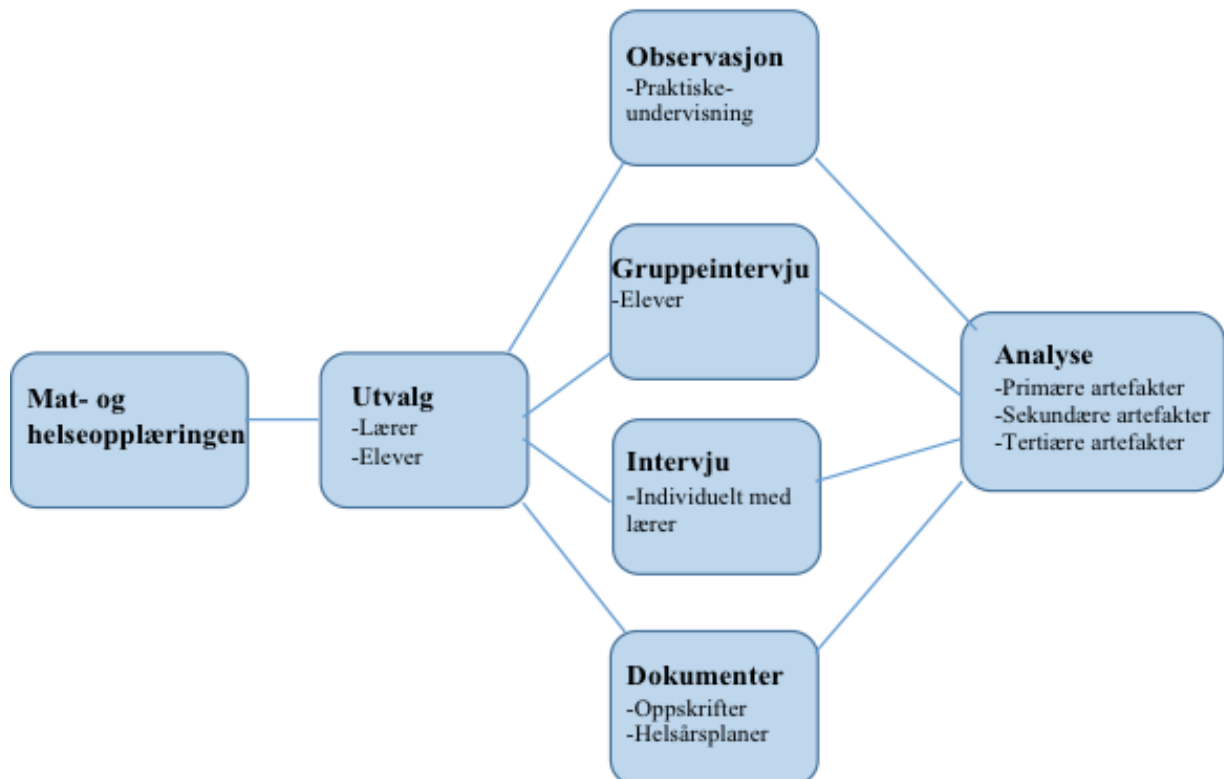 Mat- og
helseopplæringen
Utvalg
-Lærer
-Elever
Observasjon
-Praktiske-
undervisning
Gruppeintervju
-Elever
Intervju
-Individuelt med
lærer
Dokumenter
-Oppskrifter
-Helsårsplaner
Analyse
-Primære artefakter
-Sekundære artefakter
-Tertiære artefakter